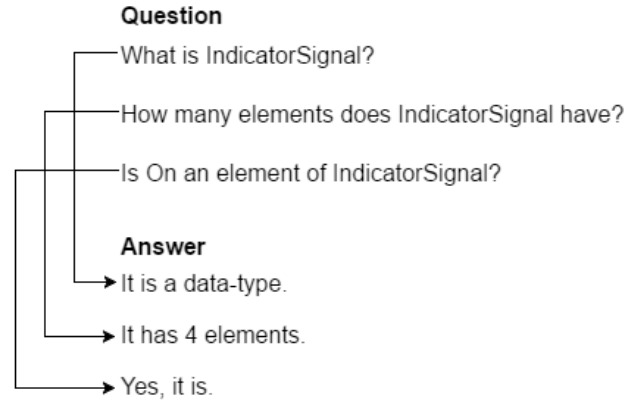 Question
What is IndicatorSignal?
How many elements does IndicatorSignal have?
Is On an element of IndicatorSignal?
Answer
It is a data-type.
It has 4 elements.
Yes, it is.